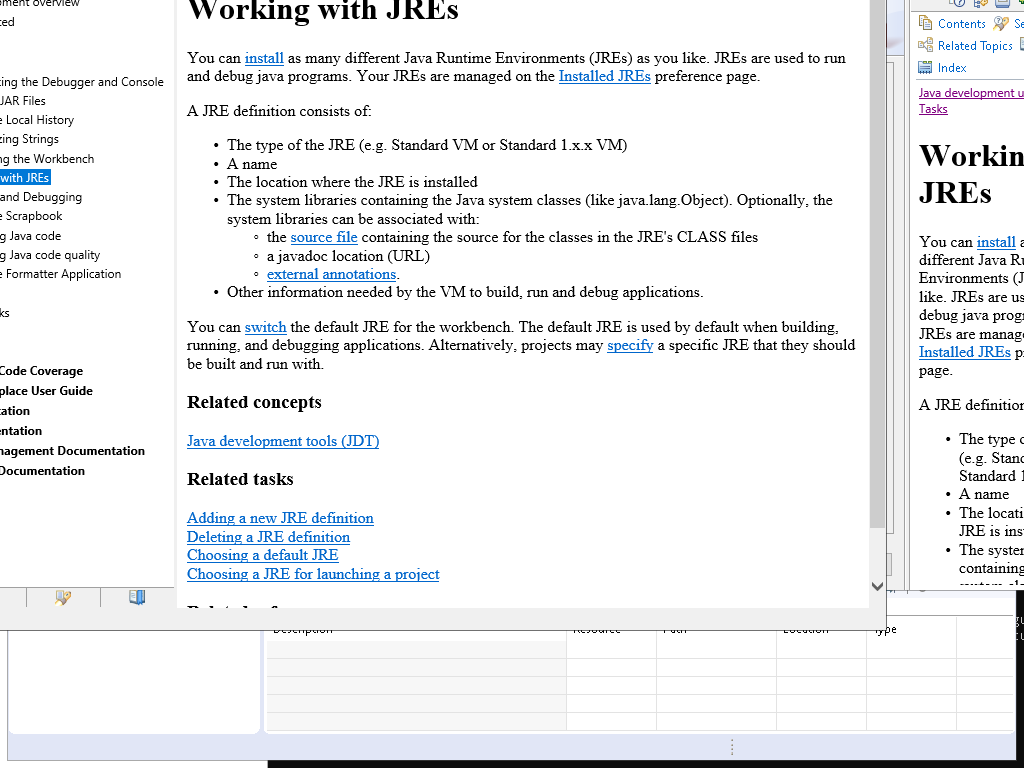 ment overview
ted
ting the Debugger and Console
JAR Files
e Local History
zing Strings
ng the Workbench
with JREs
and Debugging
e Scrapbook
g Java code
g Java code quality
e Formatter Application
ks
Code Coverage
place User Guide
tation
entation
nagement Documentation
Documentation
Working with JREs
You can install as many different Java Runtime Environments (JREs) as you like. JREs are used to run
and debug java programs. Your JREs are managed on the Installed JREs preference page.
A JRE definition consists of:
• The type of the JRE (e.g. Standard VM or Standard 1.x.x VM)
• A name
• The location where the JRE is installed
• The system libraries containing the Java system classes (like java.lang.Object). Optionally, the
system libraries can be associated with:
◦ the source file containing the source for the classes in the JRE's CLASS files
◦ a javadoc location (URL)
◦ external annotations.
• Other information needed by the VM to build, run and debug applications.
You can switch the default JRE for the workbench. The default JRE is used by default when building,
running, and debugging applications. Alternatively, projects may specify a specific JRE that they should
be built and run with.
Related concepts
Java development tools (JDT)
Related tasks
Adding a new JRE definition
Deleting a JRE definition
Choosing a default JRE
Choosing a JRE for launching a project
Contents Se
Related Topics
Index
Java development u
Tasks
Workin
JREs
You can install a
different Java Ru
Environments (J
like. JREs are us
debug java progr
JREs are manage
Installed JREs pr
page.
A JRE definition
• The type o
(e.g. Stand
Standard 1
• A name
• The locati
JRE is inst
• The system
containing
Description Resource Path Location Type